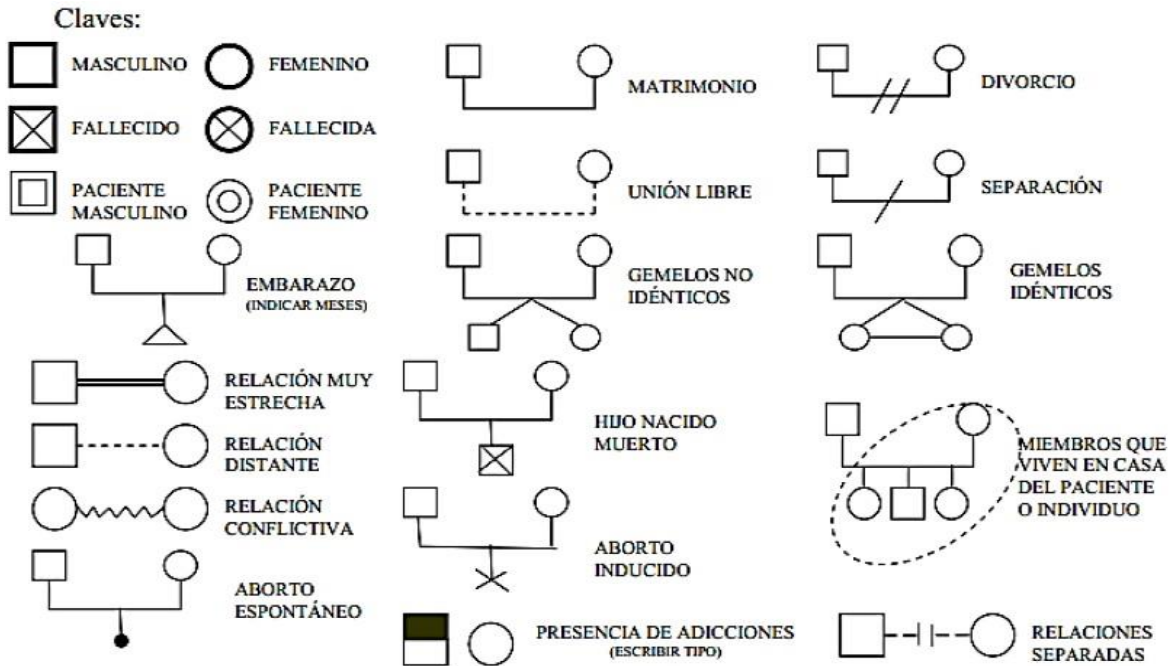 Claves:
MASCULINO
FEMENINO
FALLECIDO
FALLECIDA
PACIENTE
MASCULINO
PACIENTE
FEMENINO
EMBARAZO
(INDICAR MESES)
RELACIÓN MUY
ESTRECHA
RELACIÓN
DISTANTE
RELACIÓN
CONFLICTIVA
ABORTO
ESPONTÁNEO
MATRIMONIO
UNIÓN LIBRE
GEMELOS NO
IDÉNTICOS
HIJO NACIDO
MUERTO
ABORTO
INDUCIDO
PRESENCIA DE ADICCIONES
(ESCRIBIR TIPO)
DIVORCIO
SEPARACIÓN
GEMELOS
IDÉNTICOS
MIEMBROS QUE
VIVEN EN CASA
DEL PACIENTE
O INDIVIDUO
RELACIONES
SEPARADAS